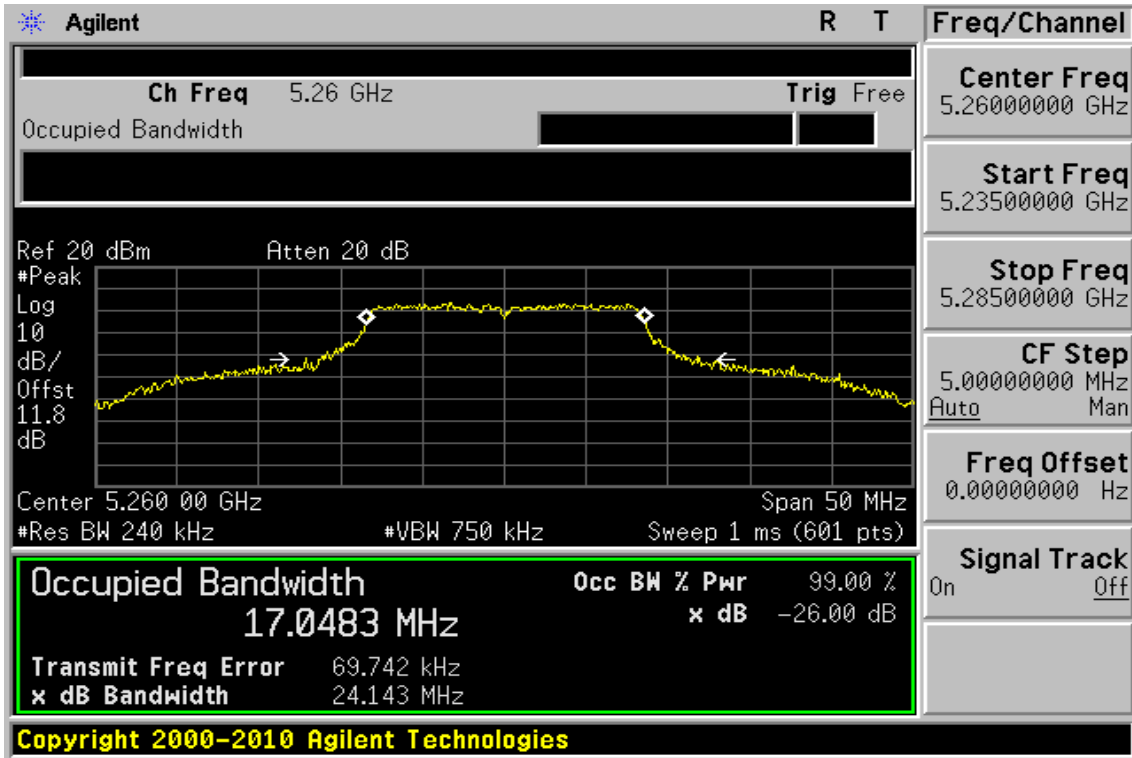 Agilent R T
Freq/Channel
Ch Freq 5.26 GHz Trig Free
Occupied Bandwidth
Center Freq
5.26000000 GHz
Start Freq
5.23500000 GHz
Stop Freq
5.28500000 GHz
CF Step
5.00000000 MHz
Auto Man
Freq Offset
0.00000000 Hz
Signal Track
On Off
Ref 20 dBm Atten 20 dB
#Peak
Log
10
dB/
Offst
11.8
dB
Center 5.260 00 GHz Span 50 MHz
#Res BW 240 kHz #VBW 750 kHz Sweep 1 ms (601 pts)
Occupied Bandwidth
17.0483 MHz
Occ BW % Pwr 99.00 %
x dB -26.00 dB
Transmit Freq Error 69.742 kHz
x dB Bandwidth 24.143 MHz
Copyright 2000-2010 Agilent Technologies